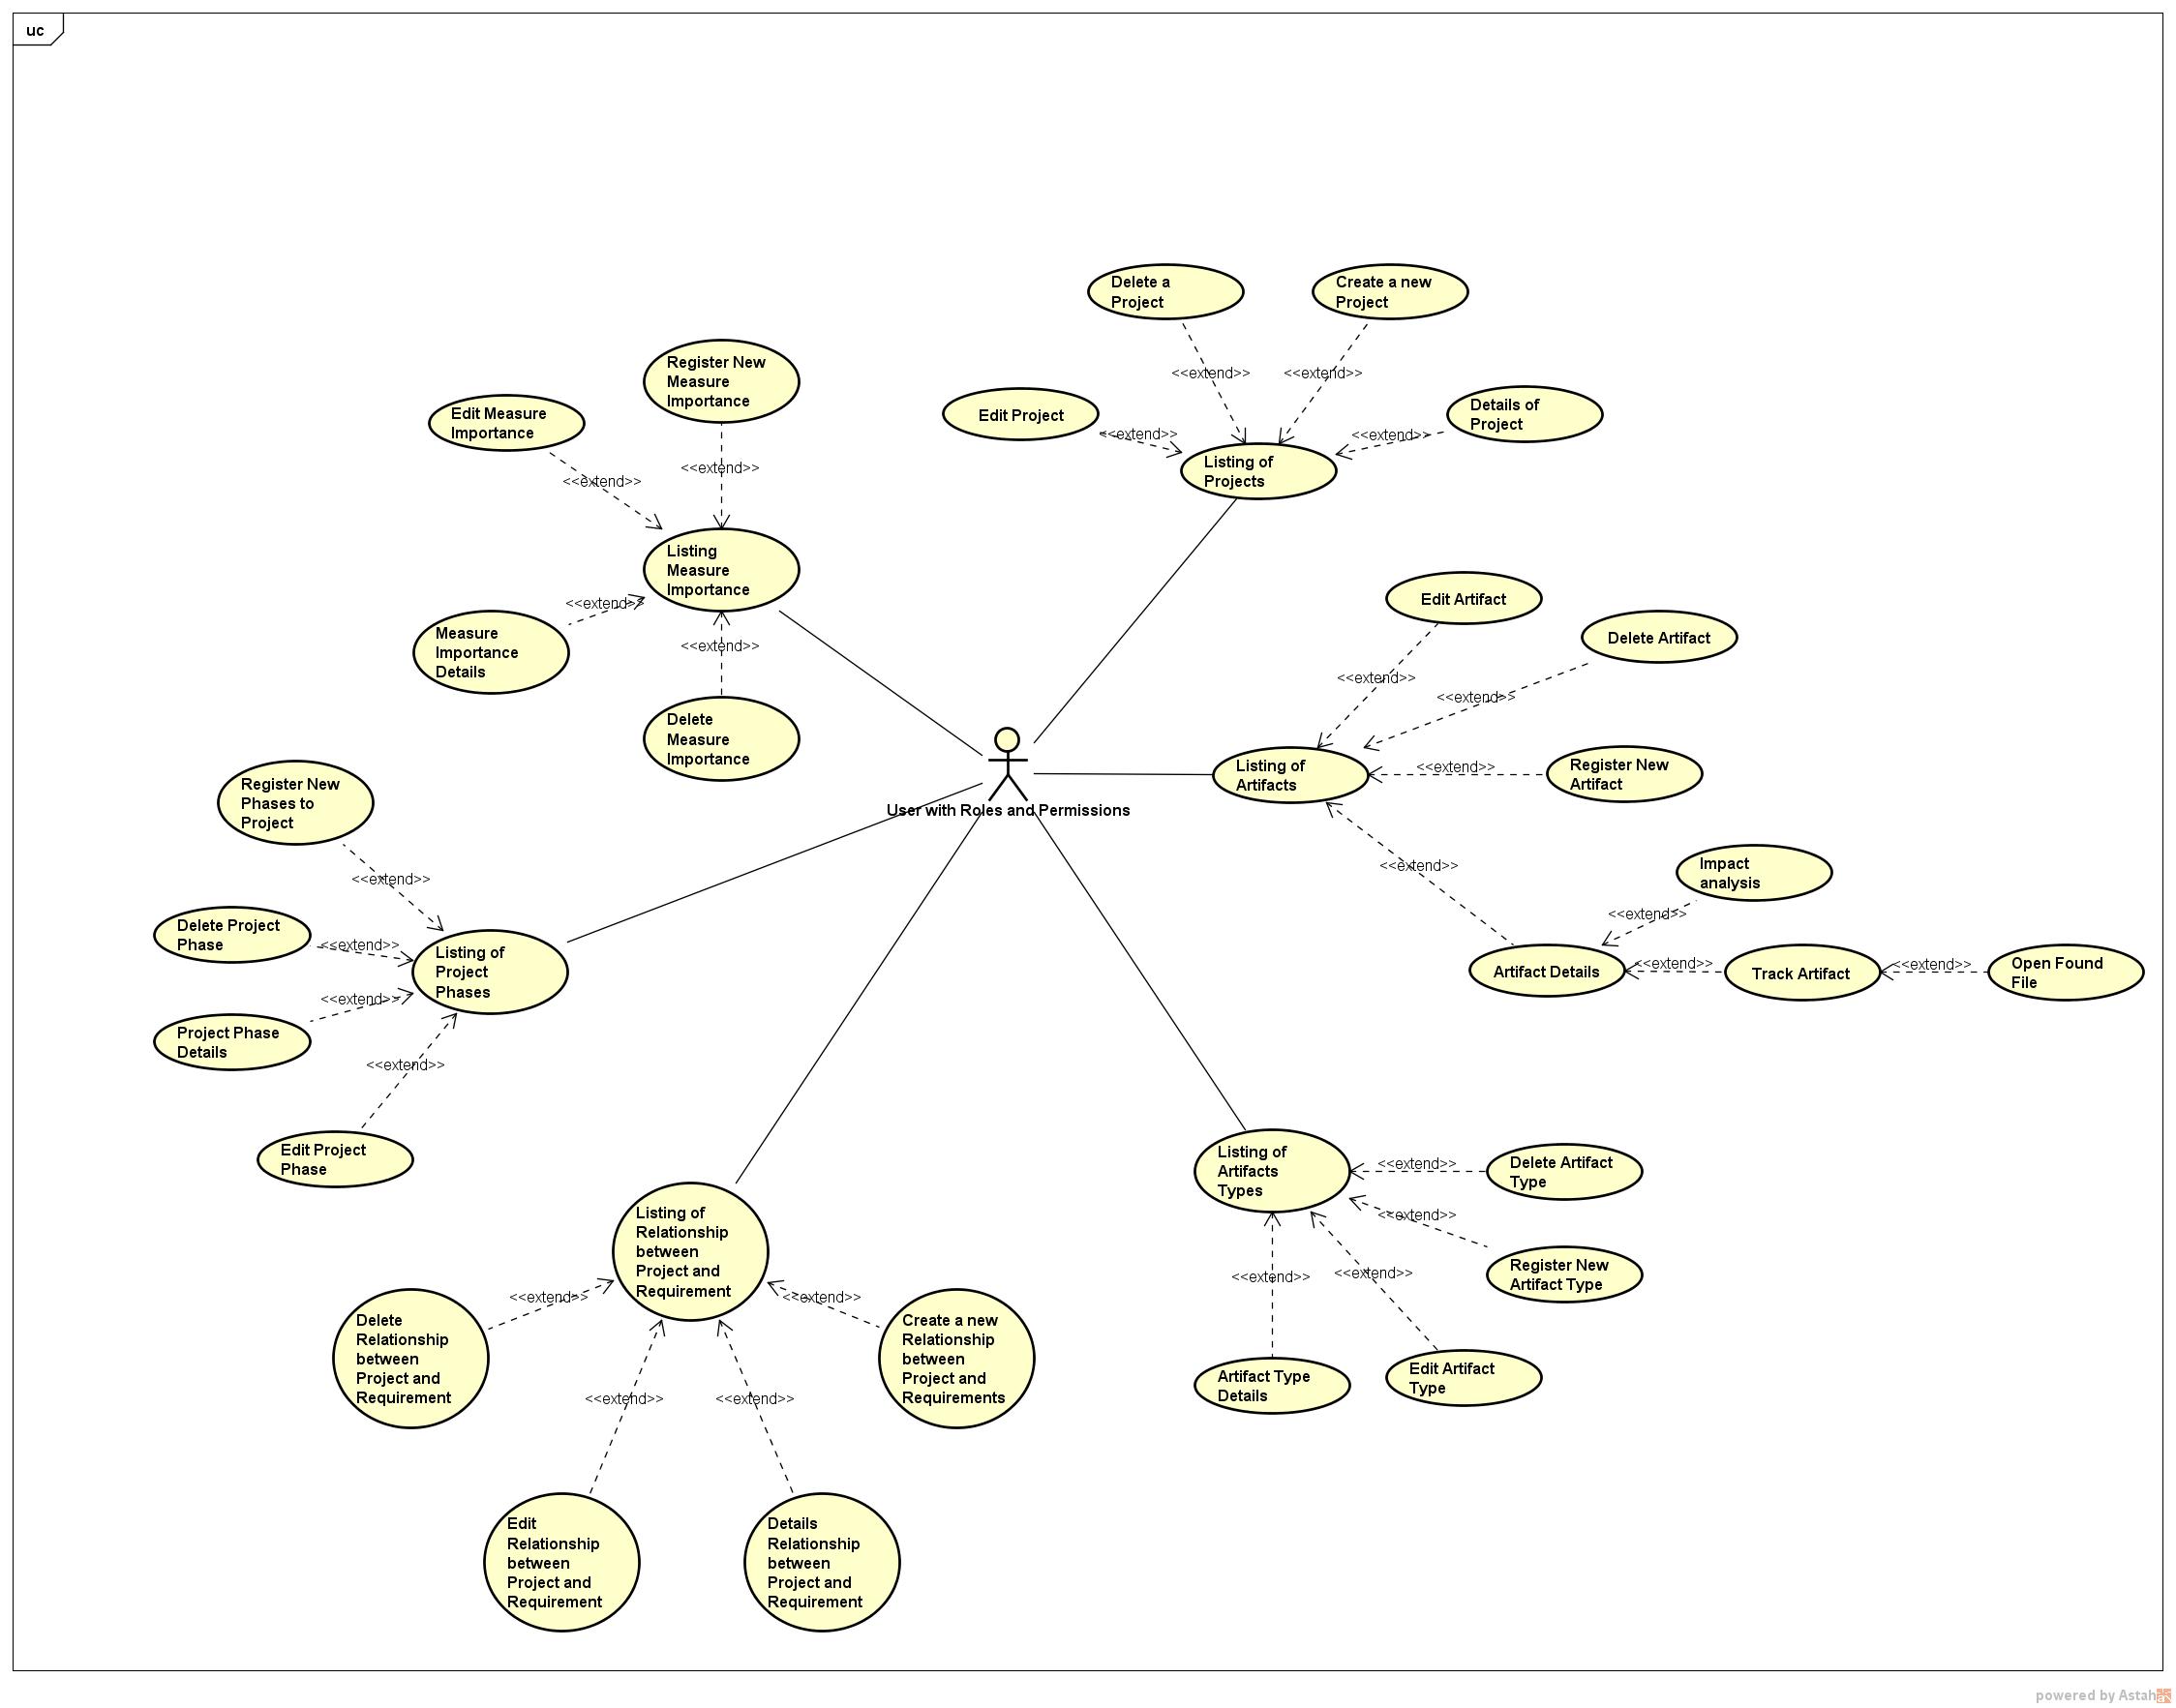 uc
Delete a
Project
Create a new
Project
Edit Project
Details of
Project
<<extend>>
<<extend>>
<<extend>>
<<extend>>
Listing of
Projects
Register New
Measure
Importance
Edit Measure
Importance
<<extend>>
<<extend>>
Listing
Measure
Importance
<<extend>>
Measure
Importance
Details
<<extend>>
Delete
Measure
Importance
Edit Artifact
Delete Artifact
<<extend>>
<<extend>>
Listing of
Artifacts
<<extend>>
Register New
Artifact
User with Roles and Permissions
<<extend>>
Impact
analysis
<<extend>>
Artifact Details
<<extend>>
Track Artifact
<<extend>>
Open Found
File
Register New
Phases to
Project
<<extend>>
Delete Project
Phase
<<extend>>
Listing of
Project
Phases
<<extend>>
Project Phase
Details
<<extend>>
Edit Project
Phase
Listing of
Relationship
between
Project and
Requirement
<<extend>>
<<extend>>
Delete
Relationship
between
Project and
Requirement
Create a new
Relationship
between
Project and
Requirements
<<extend>>
<<extend>>
Edit
Relationship
between
Project and
Requirement
Details
Relationship
between
Project and
Requirement
Listing of
Artifacts
Types
<<extend>>
Delete Artifact
Type
<<extend>>
Register New
Artifact Type
<<extend>>
<<extend>>
Artifact Type
Details
Edit Artifact
Type
powered by Astah